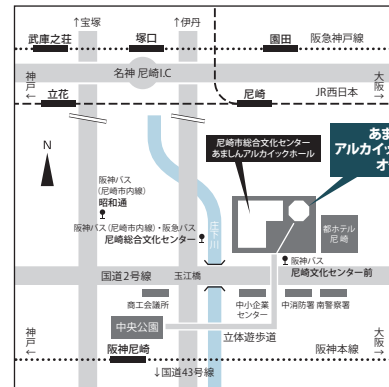 ↑宝塚
↑伊丹
武庫之荘
塚口
園田
阪急神戸線
神戸←
名神 尼崎I.C
大阪→
立花
尼崎
JR西日本
尼崎市総合文化センター
あましんアルカイックホール
あま
アルカイック
オ
N
阪神バス
(尼崎市内線)
昭和通
阪神バス(尼崎市内線)・阪急バス
尼崎総合文化センター
庄下川
都ホテル
尼崎
阪神バス
尼崎文化センター前
国道2号線
玉江橋
商工会議所
中小企業
センター
中消防署
南警察署
中央公園
立体遊歩道
神戸←
大阪→
阪神尼崎
阪神本線
↓国道43号線